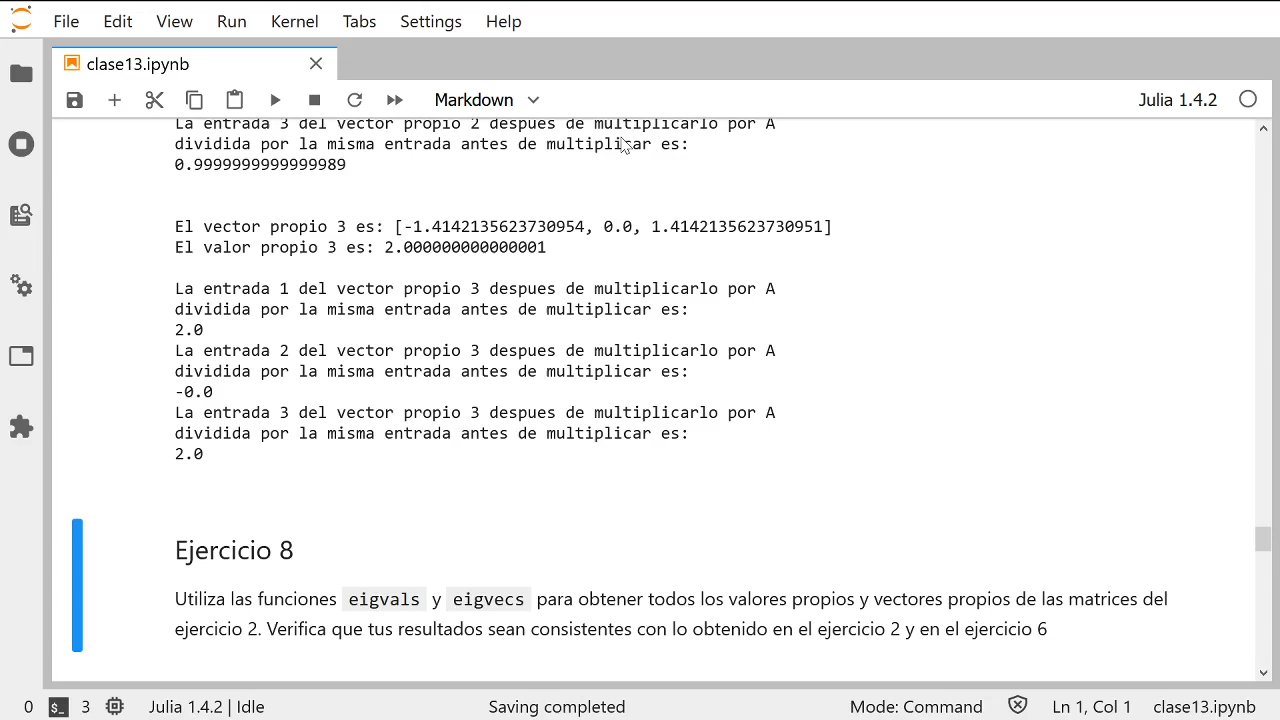 File Edit View Run Kernel Tabs Settings Help
clase13.ipynb
Markdown
Julia 1.4.2
La entrada 3 del vector propio 2 despues de multiplicarlo por A
dividida por la misma entrada antes de multiplicar es:
0.9999999999999989
El vector propio 3 es: [-1.4142135623730954, 0.0, 1.4142135623730951]
El valor propio 3 es: 2.000000000000001
La entrada 1 del vector propio 3 despues de multiplicarlo por A
dividida por la misma entrada antes de multiplicar es:
2.0
La entrada 2 del vector propio 3 despues de multiplicarlo por A
dividida por la misma entrada antes de multiplicar es:
-0.0
La entrada 3 del vector propio 3 despues de multiplicarlo por A
dividida por la misma entrada antes de multiplicar es:
2.0
Ejercicio 8
Utiliza las funciones eigvals y eigvecs para obtener todos los valores propios y vectores propios de las matrices del
ejercicio 2. Verifica que tus resultados sean consistentes con lo obtenido en el ejercicio 2 y en el ejercicio 6
0 $_ 3 Julia 1.4.2 | Idle Saving completed Mode: Command Ln 1, Col 1 clase13.ipynb